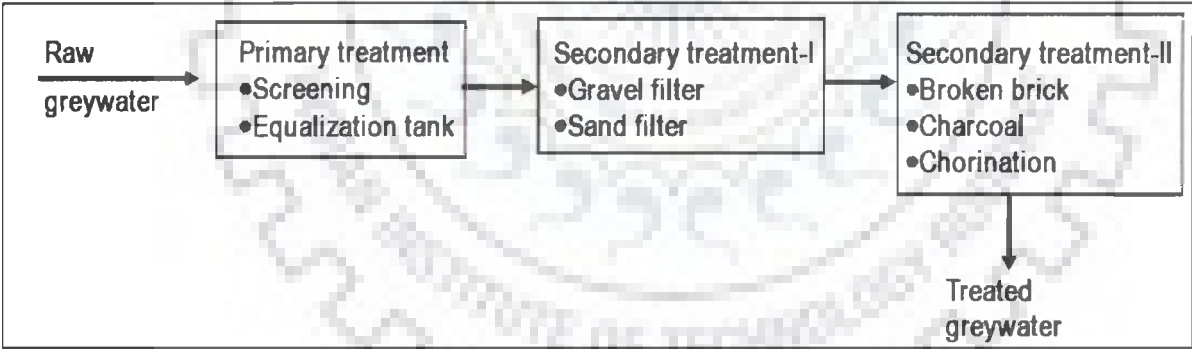 Raw
greywater
Primary treatment
•Screening
•Equalization tank
Secondary treatment-I
•Gravel filter
•Sand filter
Secondary treatment-II
•Broken brick
•Charcoal
•Chorination
Treated
greywater